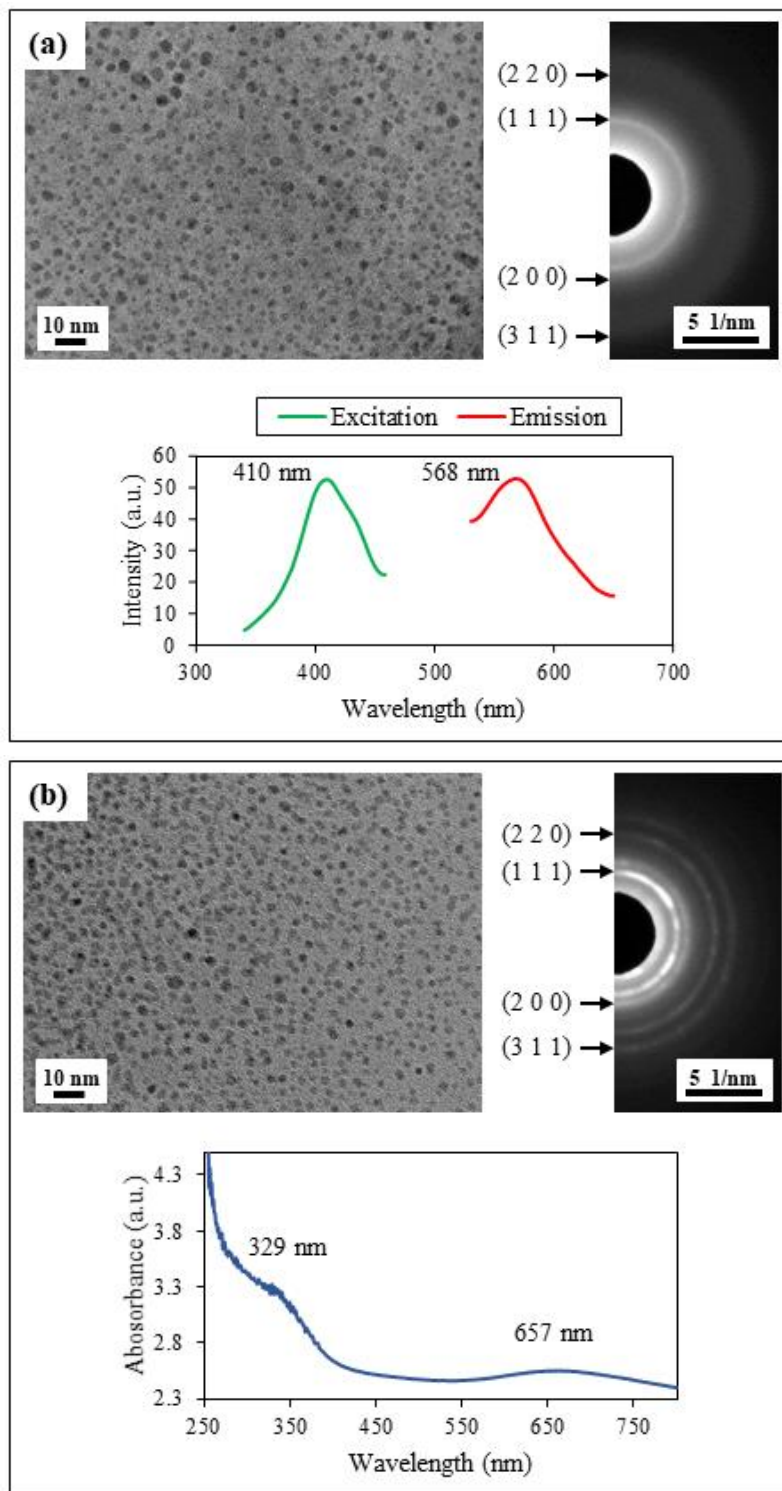 (a)
(2 2 0)
(1 1 1)
(2 0 0)
(3 1 1)
10 nm
5 1/nm
Excitation
Emission
410 nm
568 nm
60
50
40
30
20
10
0
Intensity (a.u.)
300
400
500
600
700
Wavelength (nm)
(b)
(2 2 0)
(1 1 1)
(2 0 0)
(3 1 1)
10 nm
5 1/nm
4.3
3.8
3.3
2.8
2.3
Abosorbance (a.u.)
329 nm
657 nm
250
350
450
550
650
750
Wavelength (nm)